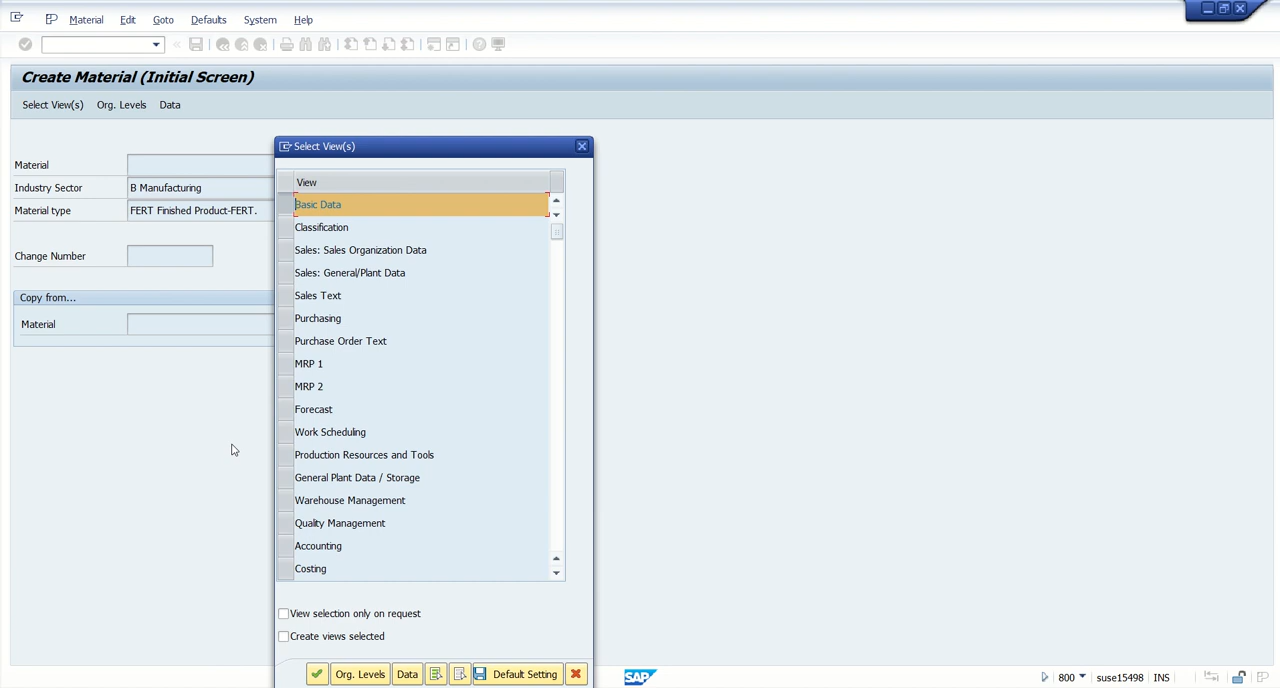 Material Edit Goto Defaults System Help
Create Material (Initial Screen)
Select View(s) Org. Levels Data
Material
Industry Sector B Manufacturing
Material type FERT Finished Product-FERT.
Change Number
Copy from...
Material
Select View(s)
View
Basic Data
Classification
Sales: Sales Organization Data
Sales: General/Plant Data
Sales Text
Purchasing
Purchase Order Text
MRP 1
MRP 2
Forecast
Work Scheduling
Production Resources and Tools
General Plant Data / Storage
Warehouse Management
Quality Management
Accounting
Costing
View selection only on request
Create views selected
Org. Levels Data Default Setting
SAP 800 suse15498 INS